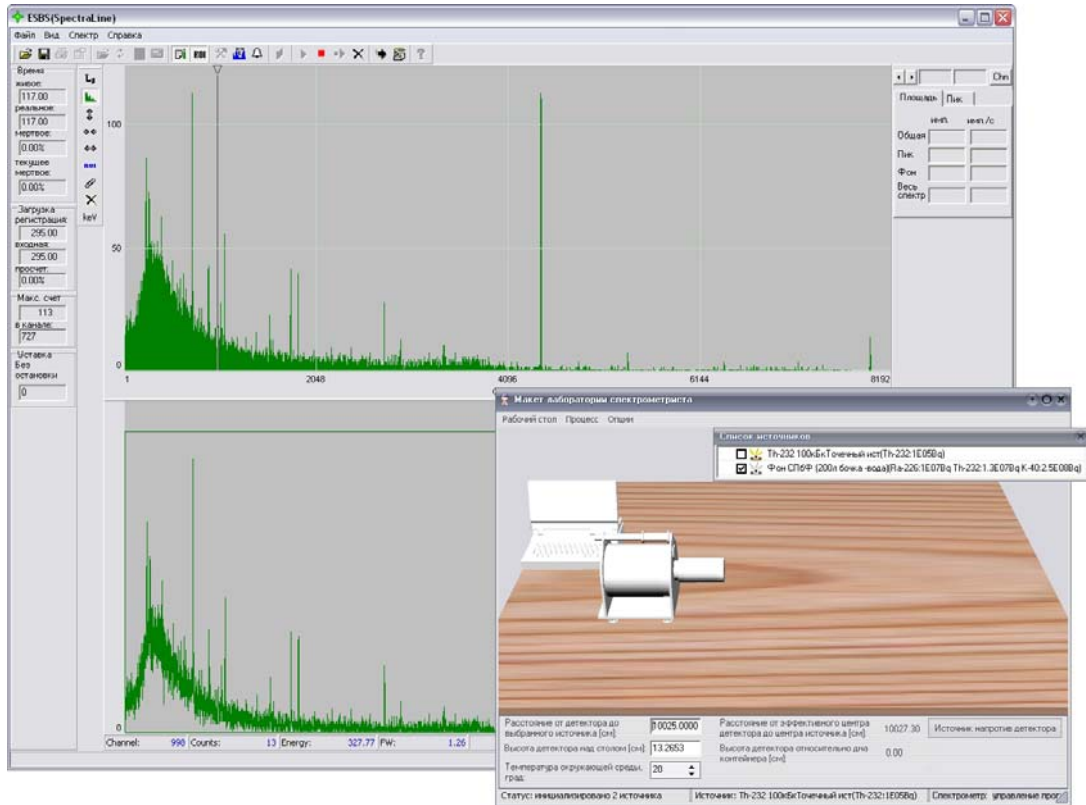 ESBS(SpectraLine)
Файл Вид Спектр Справка
Время
живое:
117.00
реальное:
117.00
мертвое:
0.00%
текущее
мертвое:
0.00%
Загрузка
регистрация:
295.00
входная:
295.00
просчет:
0.00%
Макс. счет
113
в канале:
727
Уставка
Без
остановки
0
keV
100
50
0
1 2048 4096 6144 8192
Chn
Площадь Пик
имп. имп./с
Общая
Пик
Фон
Весь
спектр
0
Channel: 998 Counts: 13 Energy: 327.77 FW: 1.26
Макет лаборатории спектрометриста
Рабочий стол Процесс Опции
Список источников
Th-232 100кБкТочечный ист(Th-232:1E05Bq)
Фон СПбФ (200л бочка -вода)(Ra-226:1E07Bq Th-232:1.3E07Bq K-40:2.5E08Bq)
Расстояние от детектора до
выбранного источника [см]
10025.0000
Расстояние от эффективного центра
детектора до центра источника [см]
10027.30
Источник напротив детектора
Высота детектора над столом [см]
13.2653
Высота детектора относительно дна
контейнера [см]
0.00
Температура окружающей среды,
град:
20
Статус: инициализировано 2 источника
Источник: Th-232 100кБкТочечный ист(Th-232:1E05Bq)
Спектрометр: управление прог